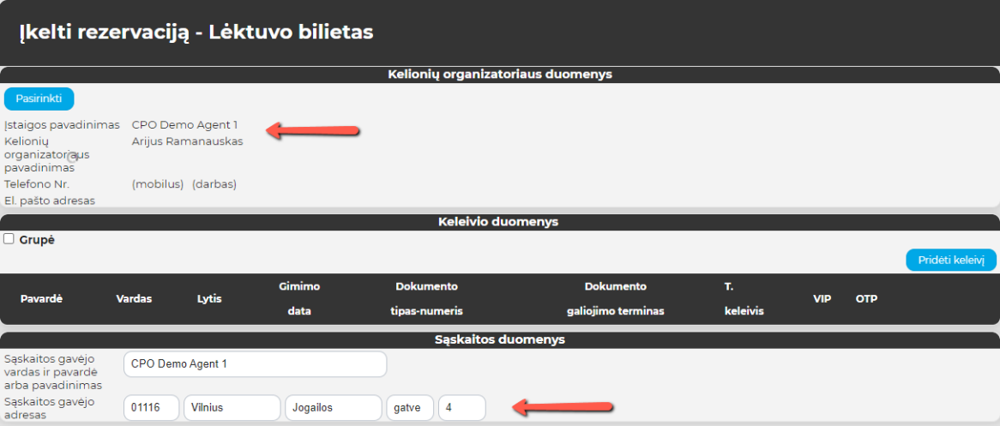 Įkelti rezervaciją - Lėktuvo bilietas
Kelionių organizatoriaus duomenys
Pasirinkti
Įstaigos pavadinimas CPO Demo Agent 1
Kelionių Arijus Ramanauskas
organizatoriaus
pavadinimas
Telefono Nr. (mobilus) (darbas)
El. pašto adresas
Keleivio duomenys
Grupė
Pridėti keleivį
Pavardė Vardas Lytis Gimimo data Dokumento tipas-numeris Dokumento galiojimo terminas T. keleivis VIP OTP
Sąskaitos duomenys
Sąskaitos gavėjo
vardas ir pavardė
arba pavadinimas
CPO Demo Agent 1
Sąskaitos gavėjo
adresas
01116 Vilnius Jogailos gatve 4